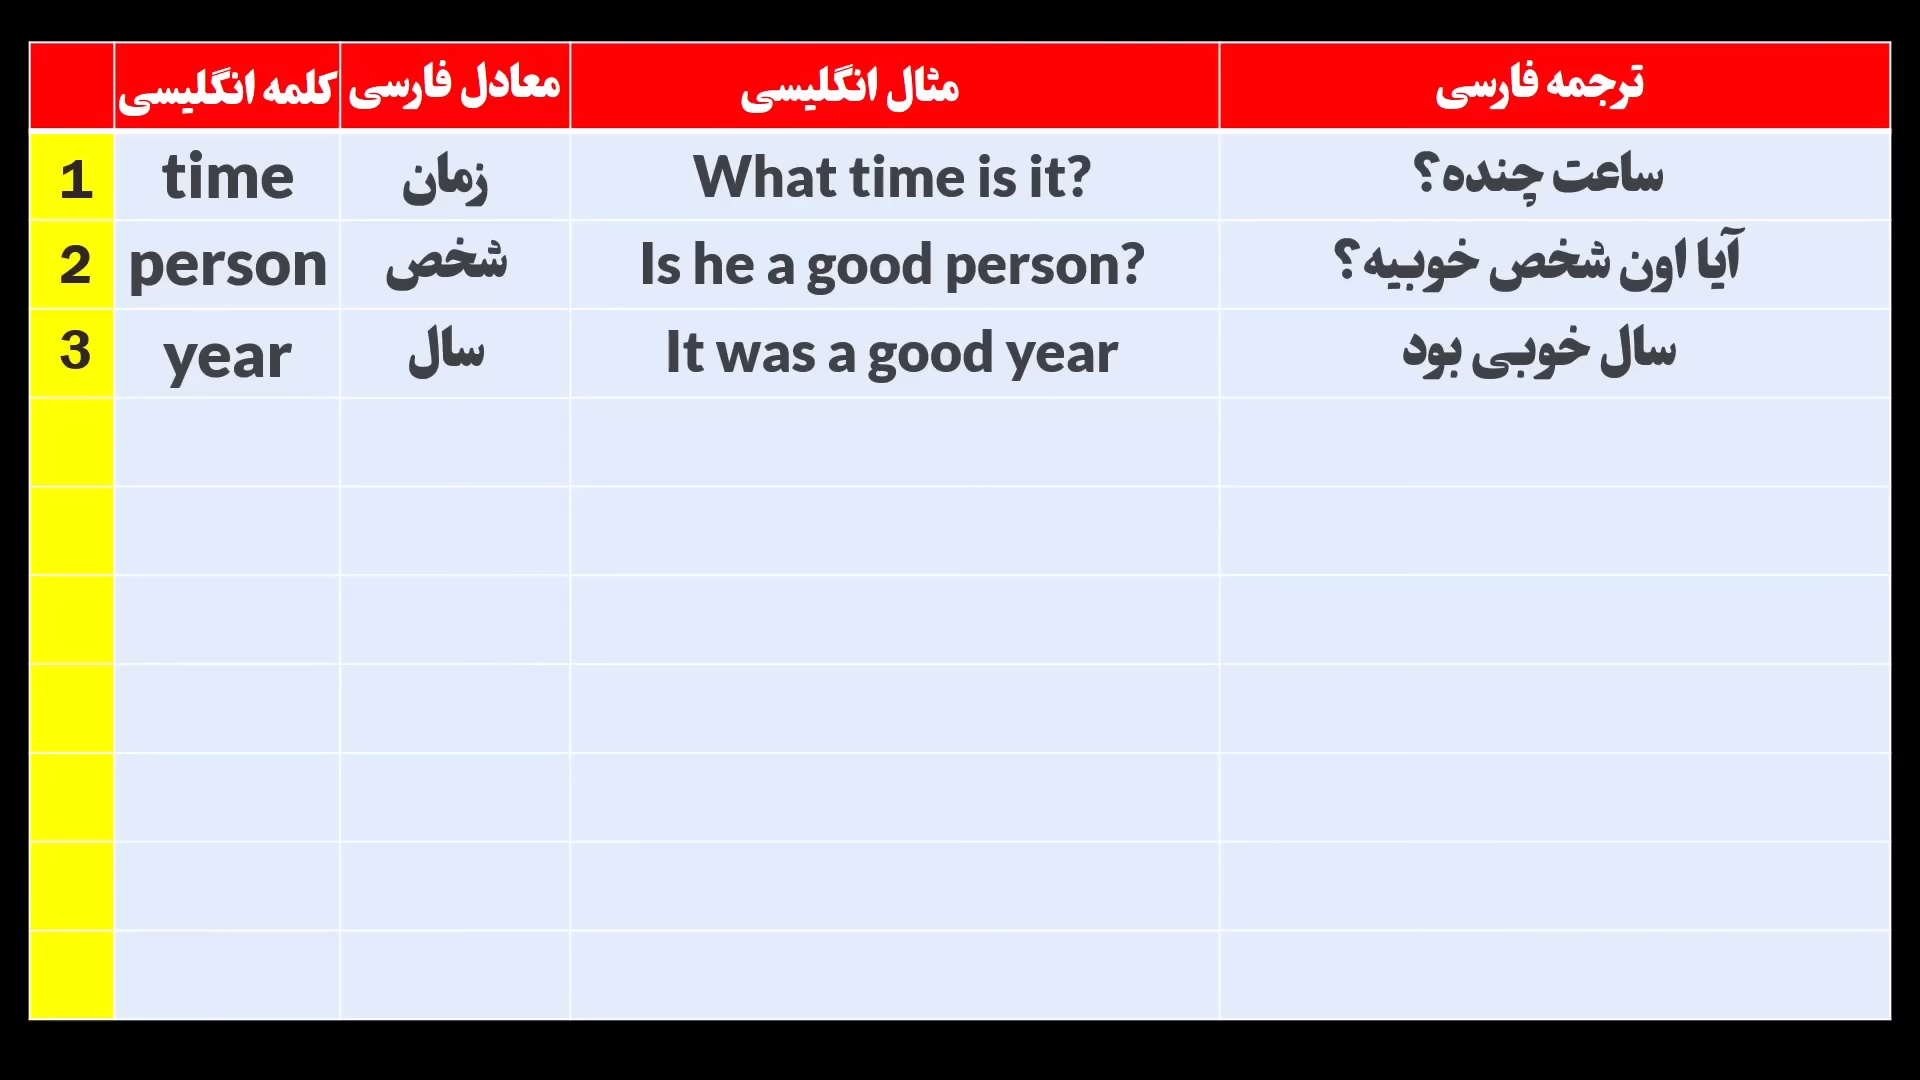 کلمه انگلیسی معادل فارسی مثال انگلیسی ترجمه فارسی
1 time زمان What time is it? ساعت چنده؟
2 person شخص Is he a good person? آیا اون شخص خوبیه؟
3 year سال It was a good year سال خوبی بود